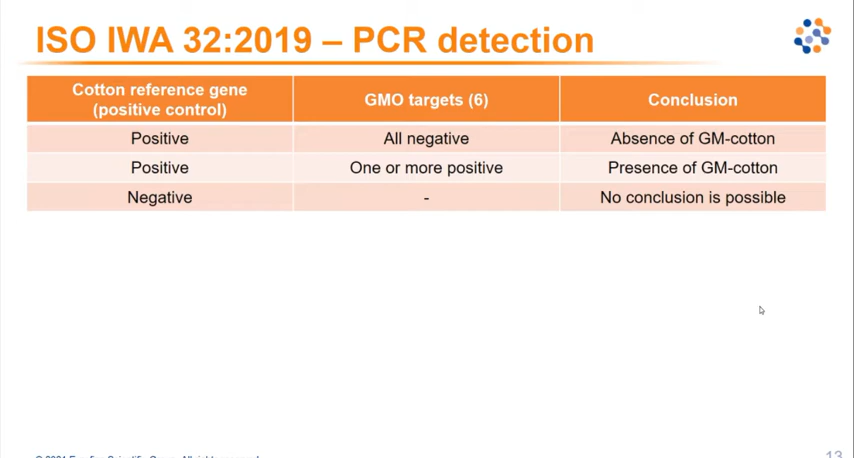 ISO IWA 32:2019 – PCR detection
Cotton reference gene
(positive control)
GMO targets (6)
Conclusion
Positive
All negative
Absence of GM-cotton
Positive
One or more positive
Presence of GM-cotton
Negative
-
No conclusion is possible
13